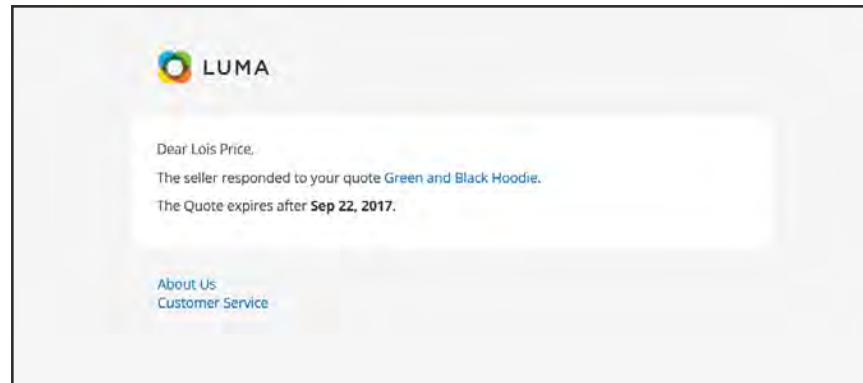 LUMA
Dear Lois Price,
The seller responded to your quote Green and Black Hoodie.
The Quote expires after Sep 22, 2017.
About Us
Customer Service